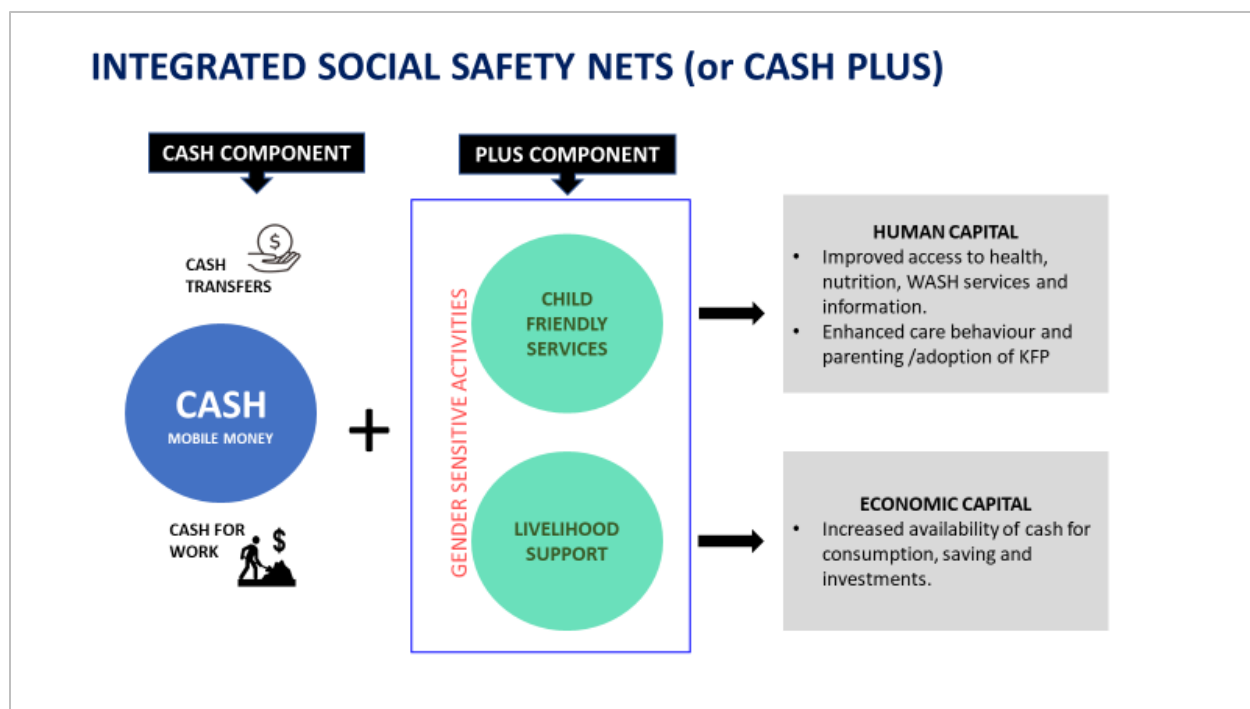 INTEGRATED SOCIAL SAFETY NETS (or CASH PLUS)
CASH COMPONENT
CASH
TRANSFERS
$
CASH
MOBILE MONEY
CASH FOR
WORK
$
+
PLUS COMPONENT
GENDER SENSITIVE ACTIVITIES
CHILD
FRIENDLY
SERVICES
LIVELIHOOD
SUPPORT
HUMAN CAPITAL
• Improved access to health,
nutrition, WASH services and
information.
• Enhanced care behaviour and
parenting /adoption of KFP
ECONOMIC CAPITAL
• Increased availability of cash for
consumption, saving and
investments.